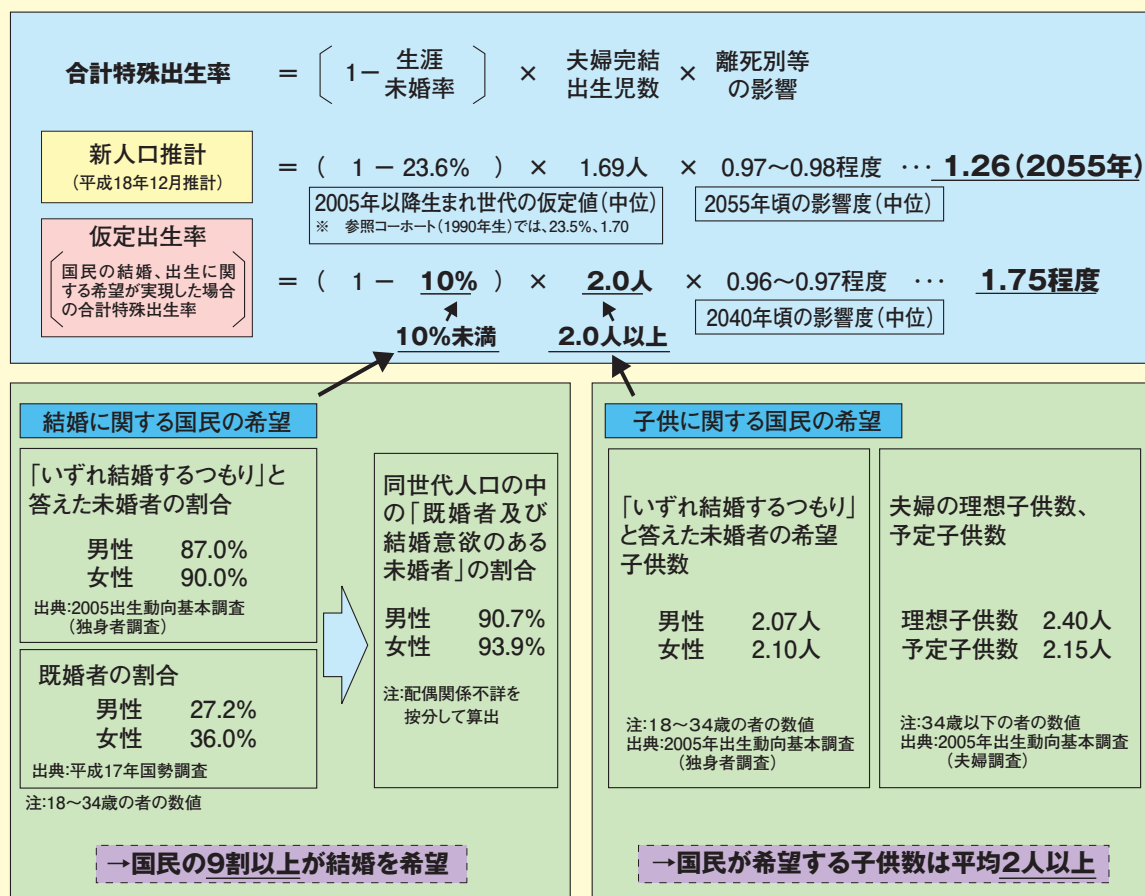 合計特殊出生率 = ( 1－ 生涯未婚率 ) × 夫婦完結出生児数 × 離死別等の影響
新人口推計
(平成18年12月推計)
= ( 1 － 23.6% ) × 1.69人 × 0.97〜0.98程度 … 1.26(2055年)
2005年以降生まれ世代の仮定値(中位)
※ 参照コーホート(1990年生)では、23.5%、1.70
2055年頃の影響度(中位)
仮定出生率
国民の結婚、出生に関
する希望が実現した場合
の合計特殊出生率
= ( 1 － 10% ) × 2.0人 × 0.96〜0.97程度 … 1.75程度
2040年頃の影響度(中位)
10%未満 2.0人以上
結婚に関する国民の希望
「いずれ結婚するつもり」と
答えた未婚者の割合
男性 87.0%
女性 90.0%
出典:2005出生動向基本調査
(独身者調査)
既婚者の割合
男性 27.2%
女性 36.0%
出典:平成17年国勢調査
注:18〜34歳の者の数値
同世代人口の中
の「既婚者及び
結婚意欲のある
未婚者」の割合
男性 90.7%
女性 93.9%
注:配偶関係不詳を
按分して算出
→国民の9割以上が結婚を希望
子供に関する国民の希望
「いずれ結婚するつもり」
と答えた未婚者の希望
子供数
男性 2.07人
女性 2.10人
注:18〜34歳の者の数値
出典:2005年出生動向基本調査
(独身者調査)
夫婦の理想子供数、
予定子供数
理想子供数 2.40人
予定子供数 2.15人
注:34歳以下の者の数値
出典:2005年出生動向基本調査
(夫婦調査)
→国民が希望する子供数は平均2人以上